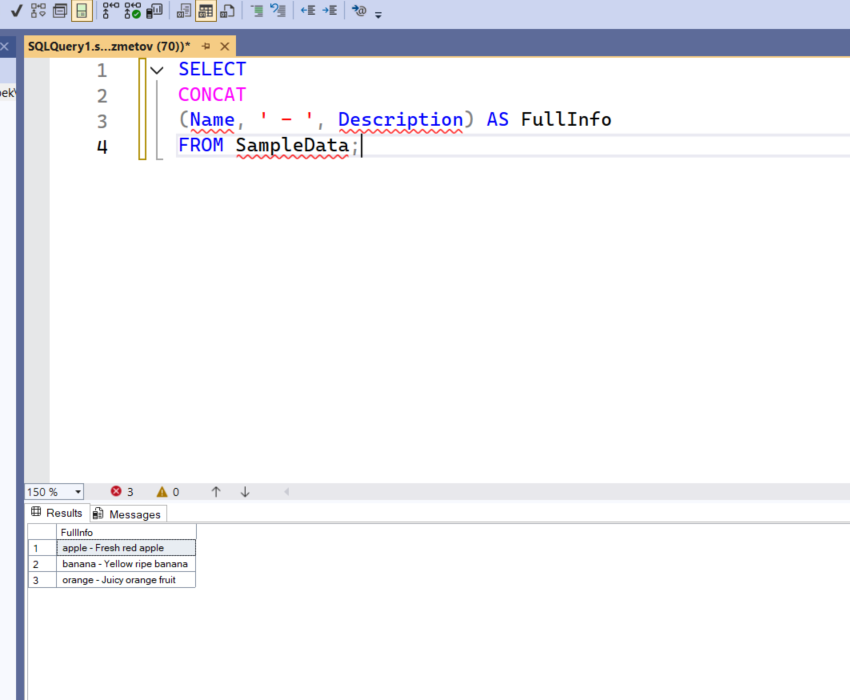 SQLQuery1.s...zmetov (70))*
1 SELECT
2 CONCAT
3 (Name, ' - ', Description) AS FullInfo
4 FROM SampleData;
150 % 3 0
Results Messages
FullInfo
1 apple - Fresh red apple
2 banana - Yellow ripe banana
3 orange - Juicy orange fruit